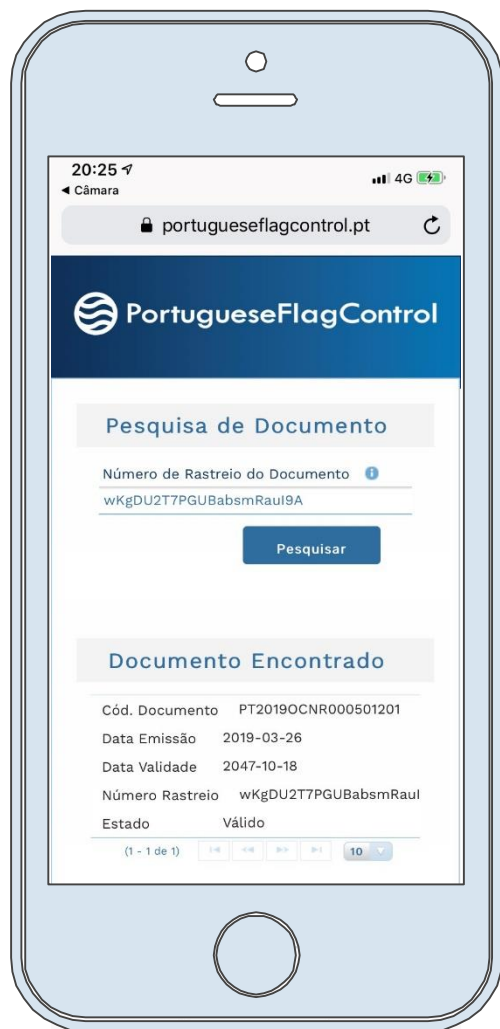 20:25
4G
◀ Câmara
portugueseflagcontrol.pt
PortugueseFlagControl
Pesquisa de Documento
Número de Rastreio do Documento
wKgDU2T7PGUBabsmRauI9A
Pesquisar
Documento Encontrado
Cód. Documento PT2019OCNR000501201
Data Emissão 2019-03-26
Data Validade 2047-10-18
Número Rastreio wKgDU2T7PGUBabsmRauI
Estado Válido
(1 - 1 de 1) 10